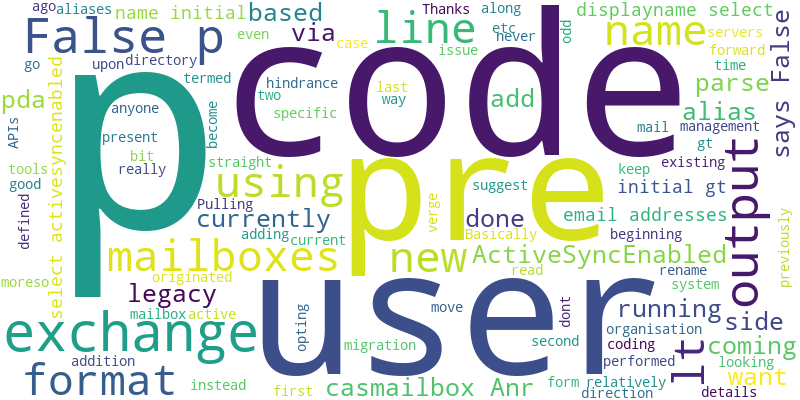 ago aliases
name initial
based
Thanks
along
displayname select
go
False p
even
via
line
etc
never
issue
odd
name
servers
upon
directory
case
forward
says False
termed
hindrance
last
way
time
pda
become
anyone
two
specific
add
parse
APIs
present
bit
really
p
code
alias
mail
management
tools
good
straight
suggest
gt
existing
defined
select activesyncenabled
using
pre
keep
initial gt
Pulling
currently
verge
done
email addresses
output
adding
current
Basically
beginning
mailboxes
new
ActiveSyncEnabled
read
rename
system
previously
moreso
originated
legacy
user
dont
lt
running
side
mailbox
active
opting
move
organisation
exchange
migration
second
coding
coming
performed
looking
format
addition
instead
first
casmailbox Anr
form
relatively
direction
want
details